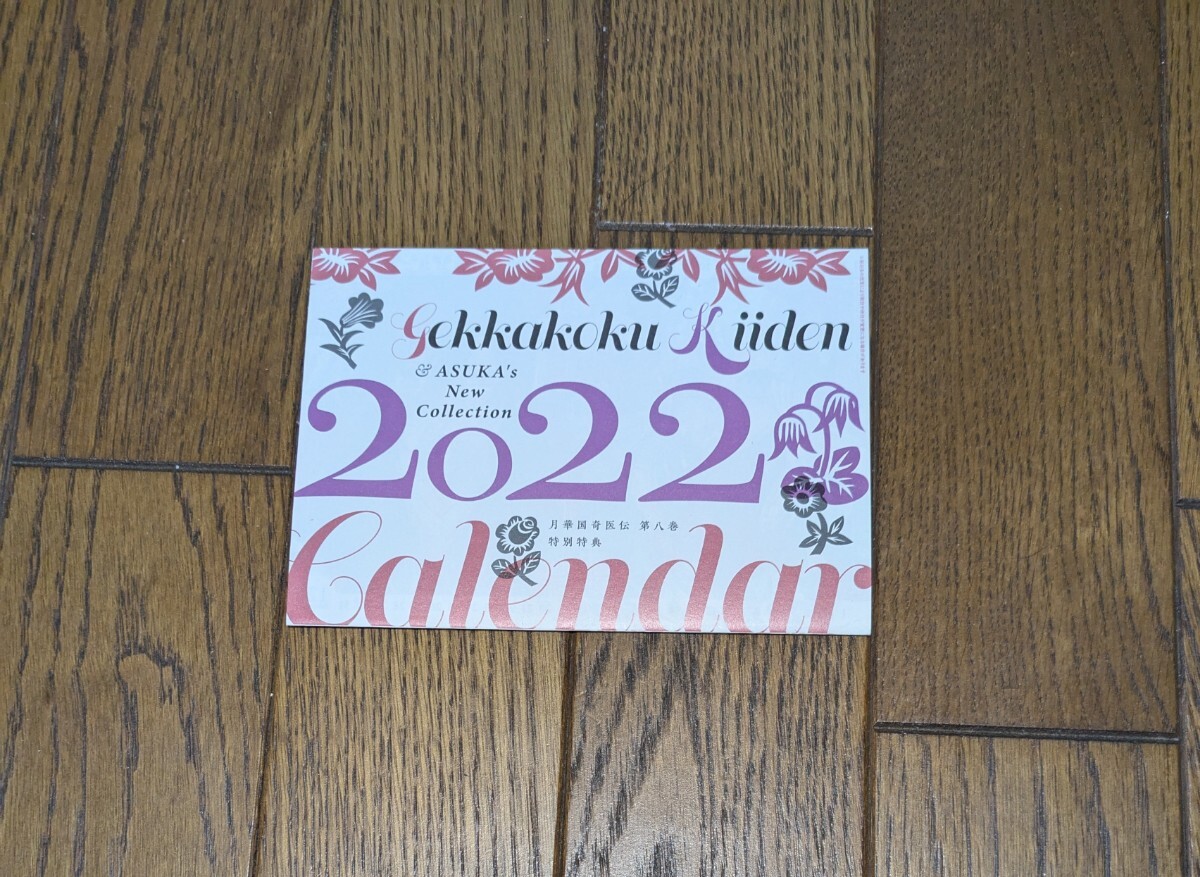 Gekkakoku Kiiden
& ASUKA's
New
Collection
2022
月華国奇医伝 第八巻
特別特典
Calendar